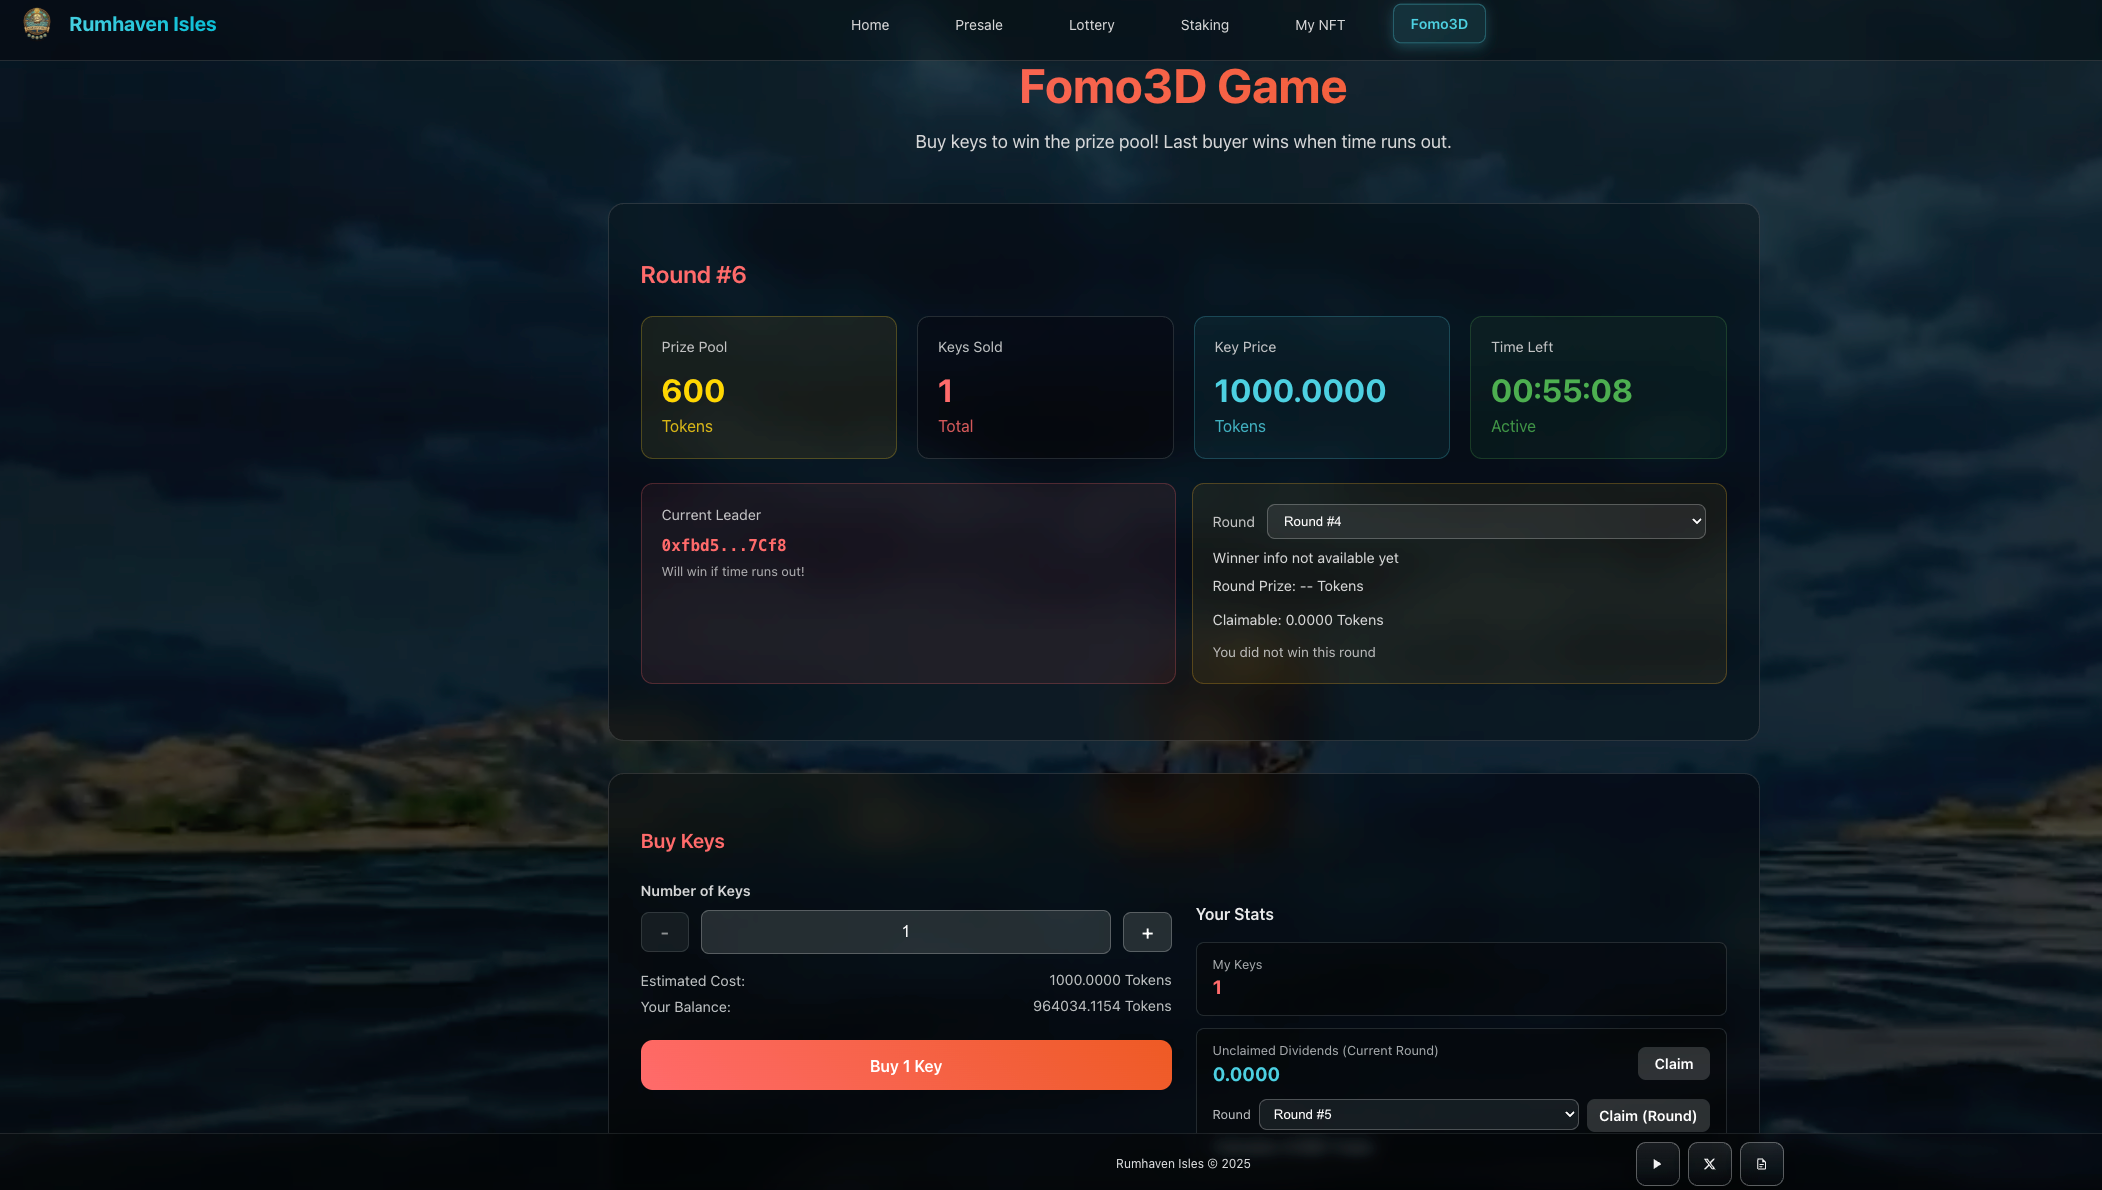 Rumhaven Isles
Home
Presale
Lottery
Staking
My NFT
Fomo3D
Fomo3D Game
Buy keys to win the prize pool! Last buyer wins when time runs out.
Round #6
Prize Pool
600
Tokens
Keys Sold
1
Total
Key Price
1000.0000
Tokens
Time Left
00:55:08
Active
Current Leader
0xfbd5...7Cf8
Will win if time runs out!
Round
Round #4
Winner info not available yet
Round Prize: -- Tokens
Claimable: 0.0000 Tokens
You did not win this round
Buy Keys
Number of Keys
-
1
+
Estimated Cost:
1000.0000 Tokens
Your Balance:
964034.1154 Tokens
Buy 1 Key
Your Stats
My Keys
1
Unclaimed Dividends (Current Round)
0.0000
Claim
Round
Round #5
Claim (Round)
Rumhaven Isles © 2025